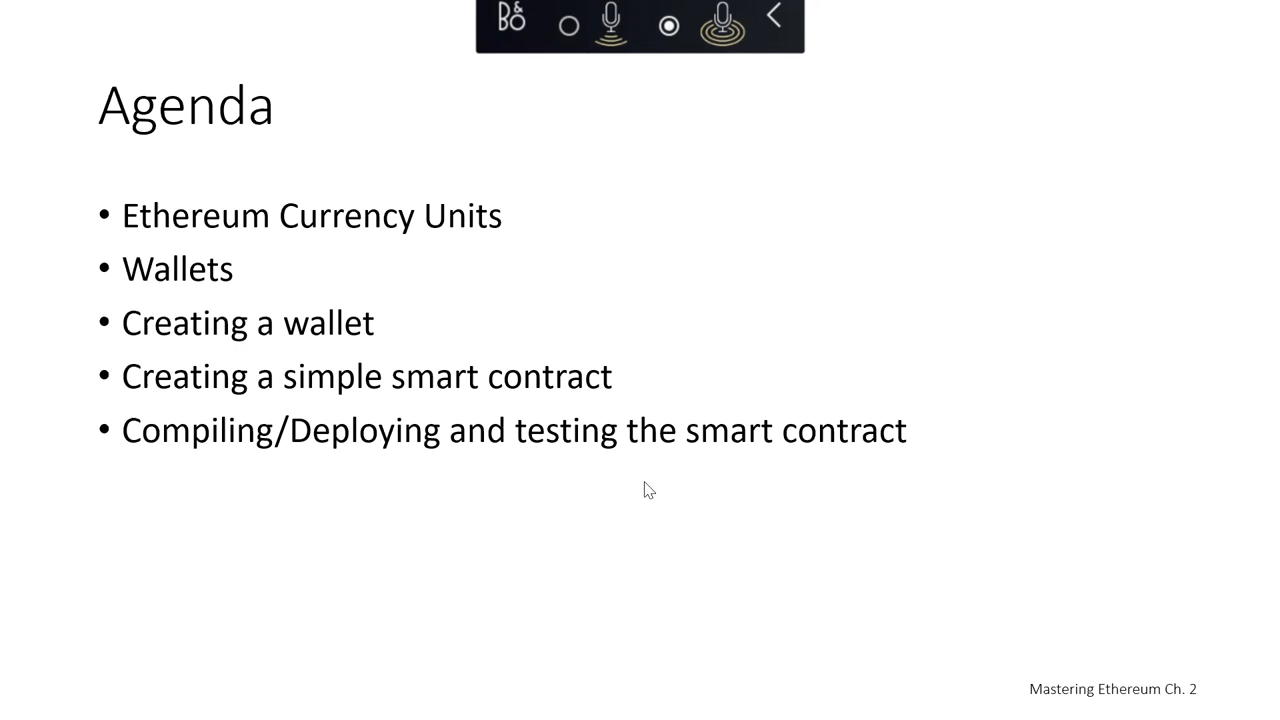 B&O
Agenda
• Ethereum Currency Units
• Wallets
• Creating a wallet
• Creating a simple smart contract
• Compiling/Deploying and testing the smart contract
Mastering Ethereum Ch. 2